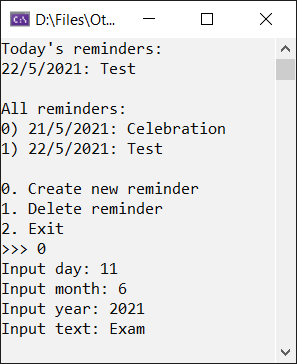 D:\Files\Ot...
Today's reminders:
22/5/2021: Test
All reminders:
0) 21/5/2021: Celebration
1) 22/5/2021: Test
0. Create new reminder
1. Delete reminder
2. Exit
>>> 0
Input day: 11
Input month: 6
Input year: 2021
Input text: Exam